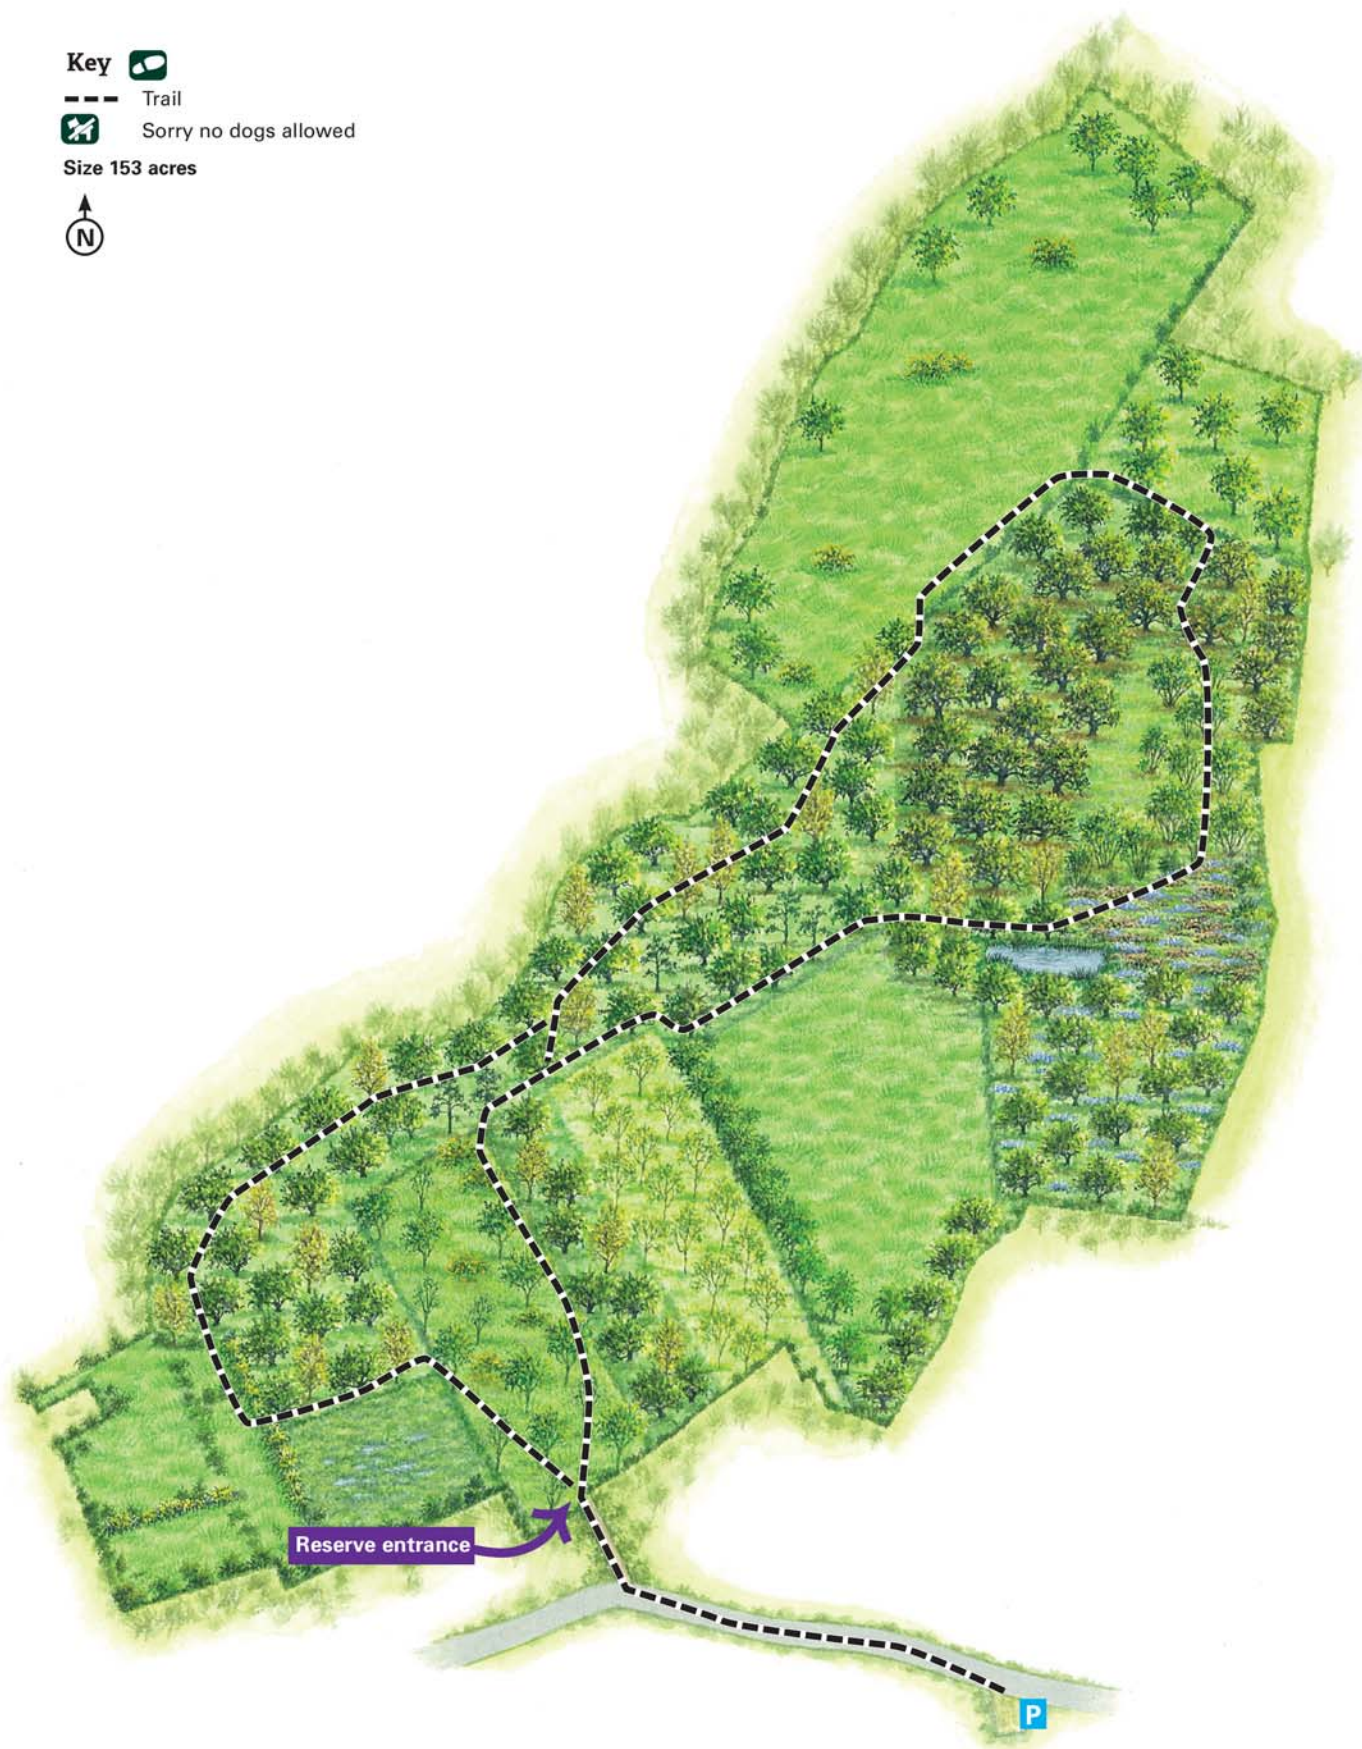 Key
Trail
Sorry no dogs allowed
Size 153 acres
N
Reserve entrance
P